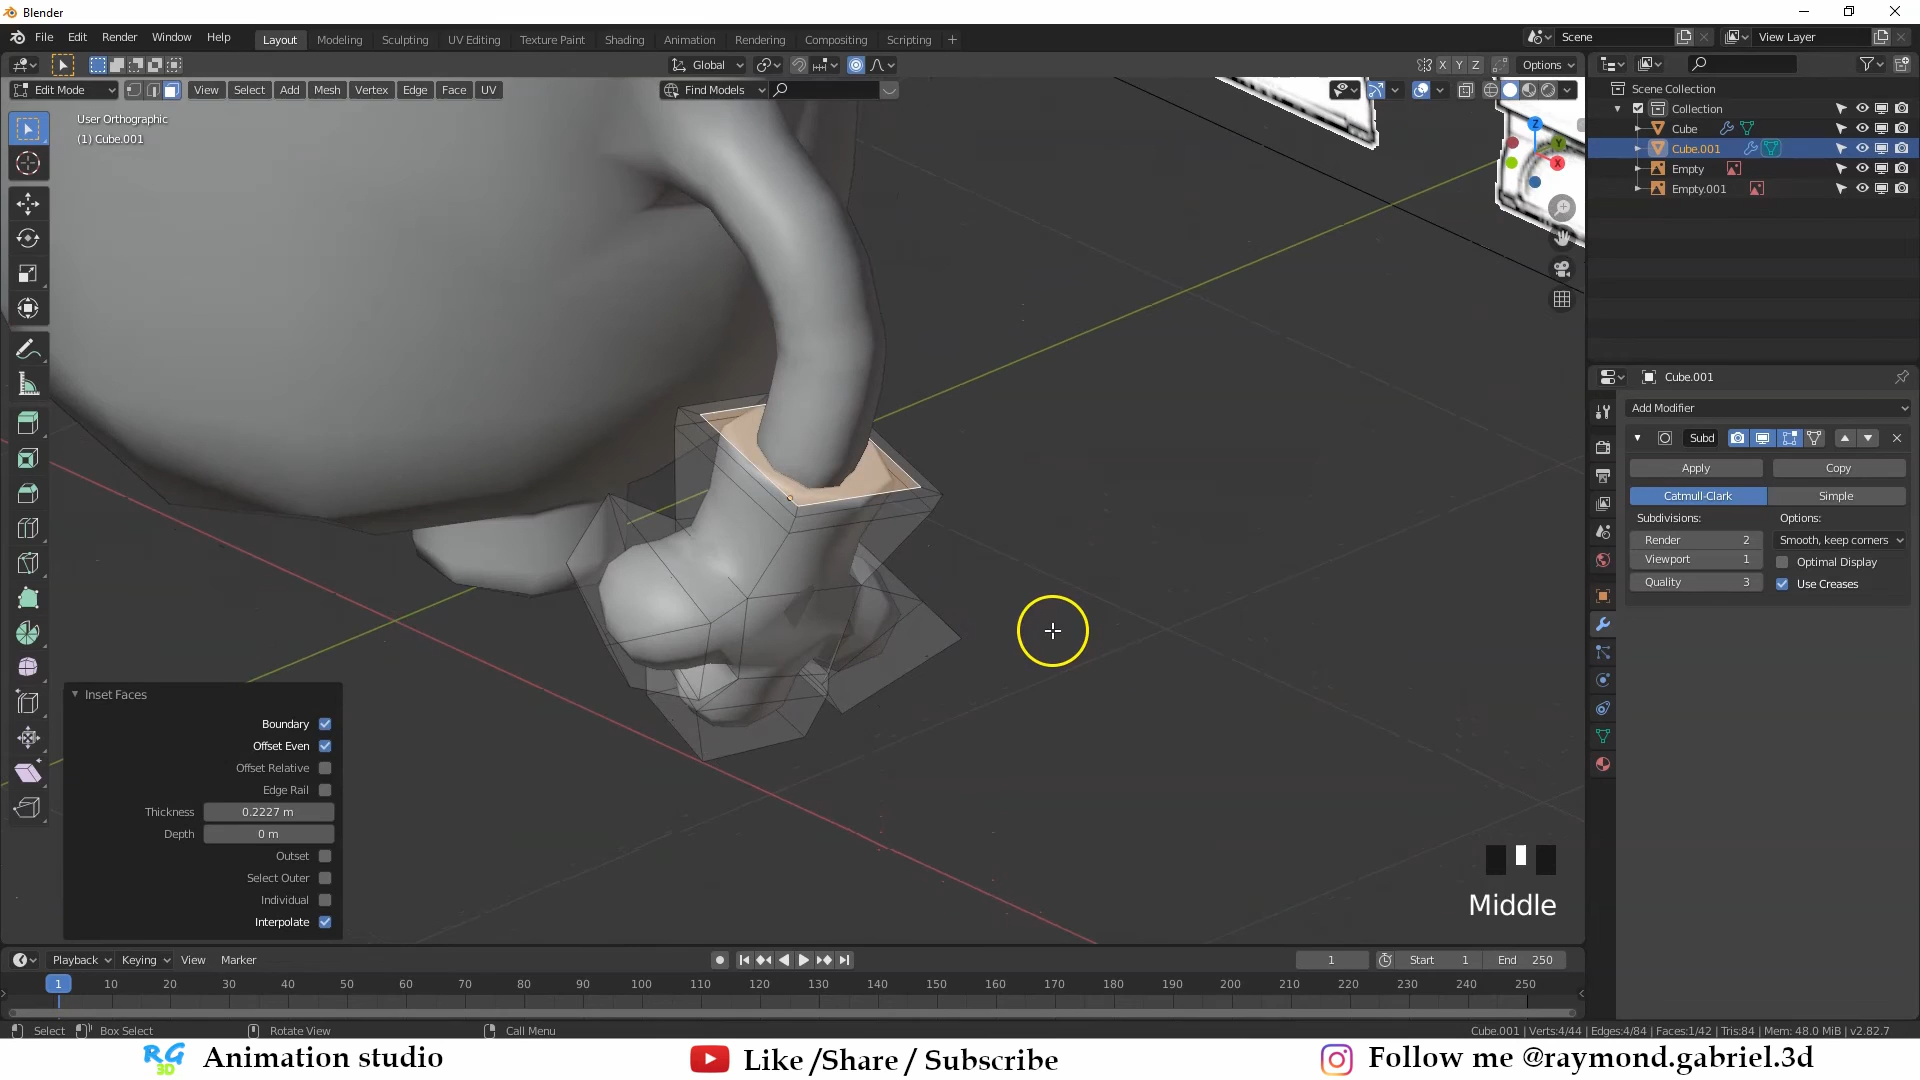 Blender
File Edit Render Window Help
Layout Modeling Sculpting UV Editing Texture Paint Shading Animation Rendering Compositing Scripting +
Scene View Layer
Global X Y Z Options
Edit Mode View Select Add Mesh Vertex Edge Face UV Find Models
User Orthographic
(1) Cube.001
Z Y X
Scene Collection
Collection
Cube
Cube.001
Empty
Empty.001
Cube.001
Add Modifier
Subd
Apply Copy
Catmull-Clark Simple
Subdivisions: Options:
Render 2 Smooth, keep corners
Viewport 1 Optimal Display
Quality 3 Use Creases
Inset Faces
Boundary
Offset Even
Offset Relative
Edge Rail
Thickness 0.2227 m
Depth 0 m
Outset
Select Outer
Individual
Interpolate
Middle
Playback Keying View Marker 1 Start 1 End 250
1 10 20 30 40 50 60 70 80 90 100 110 120 130 140 150 160 170 180 190 200 210 220 230 240 250
Select Box Select Rotate View Call Menu Cube.001 | Verts:4/44 | Edges:4/84 | Faces:1/42 | Tris:84 | Mem: 48.0 MiB | v2.82.7
RG 3D Animation studio Like /Share / Subscribe Follow me @raymond.gabriel.3d